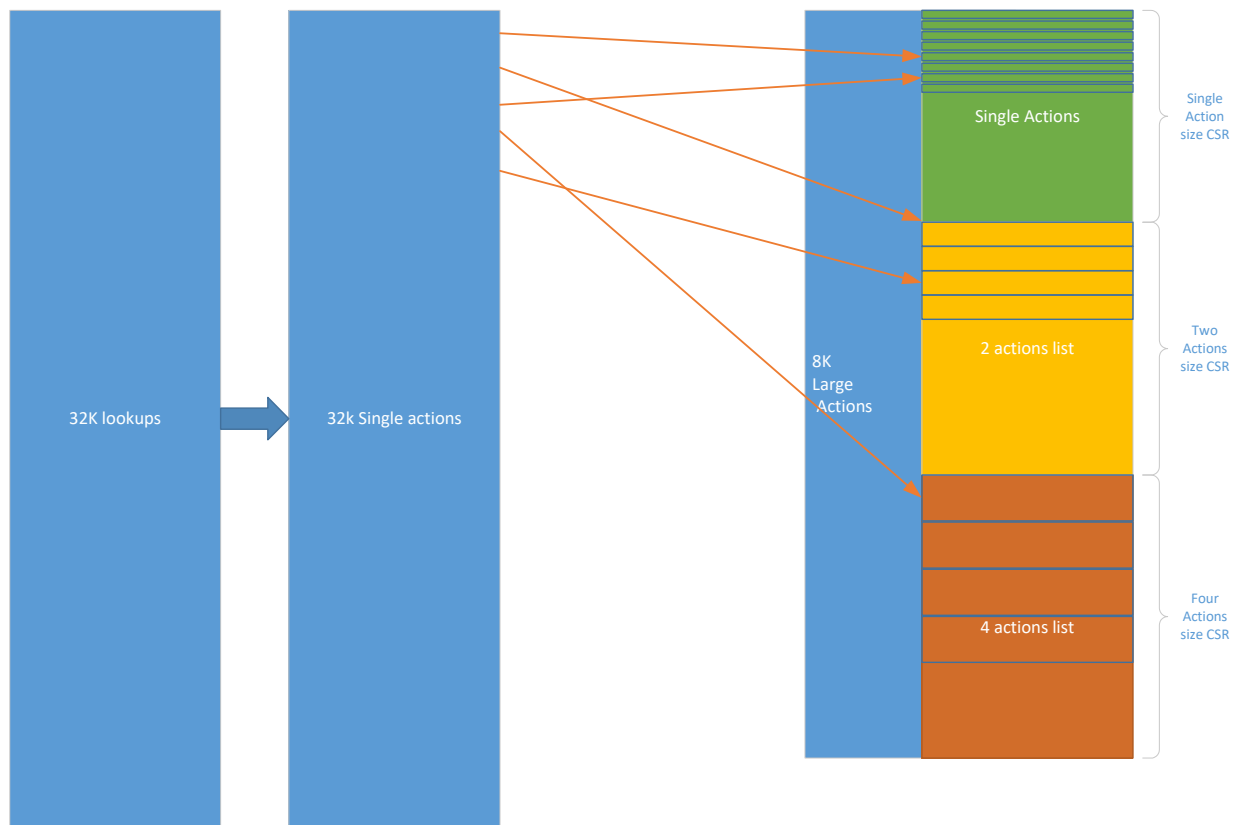 32K lookups
32k Single actions
8K
Large
Actions
Single Actions
2 actions list
4 actions list
Single
Action
size CSR
Two
Actions
size CSR
Four
Actions
size CSR